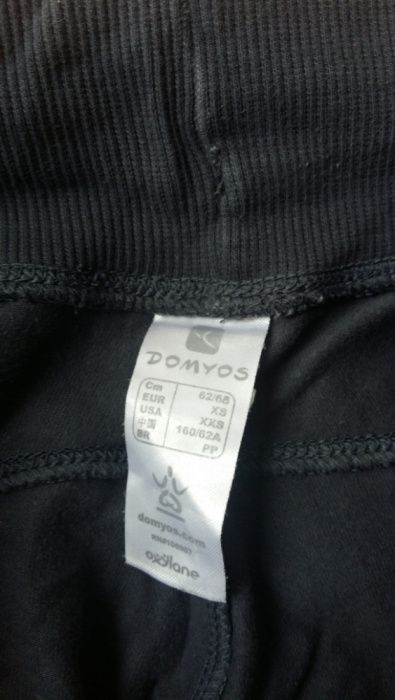 DOMYOS
Cm 62/68
EUR XS
USA XXS
中国 160/62A
BR PP
domyos.com
oxylane